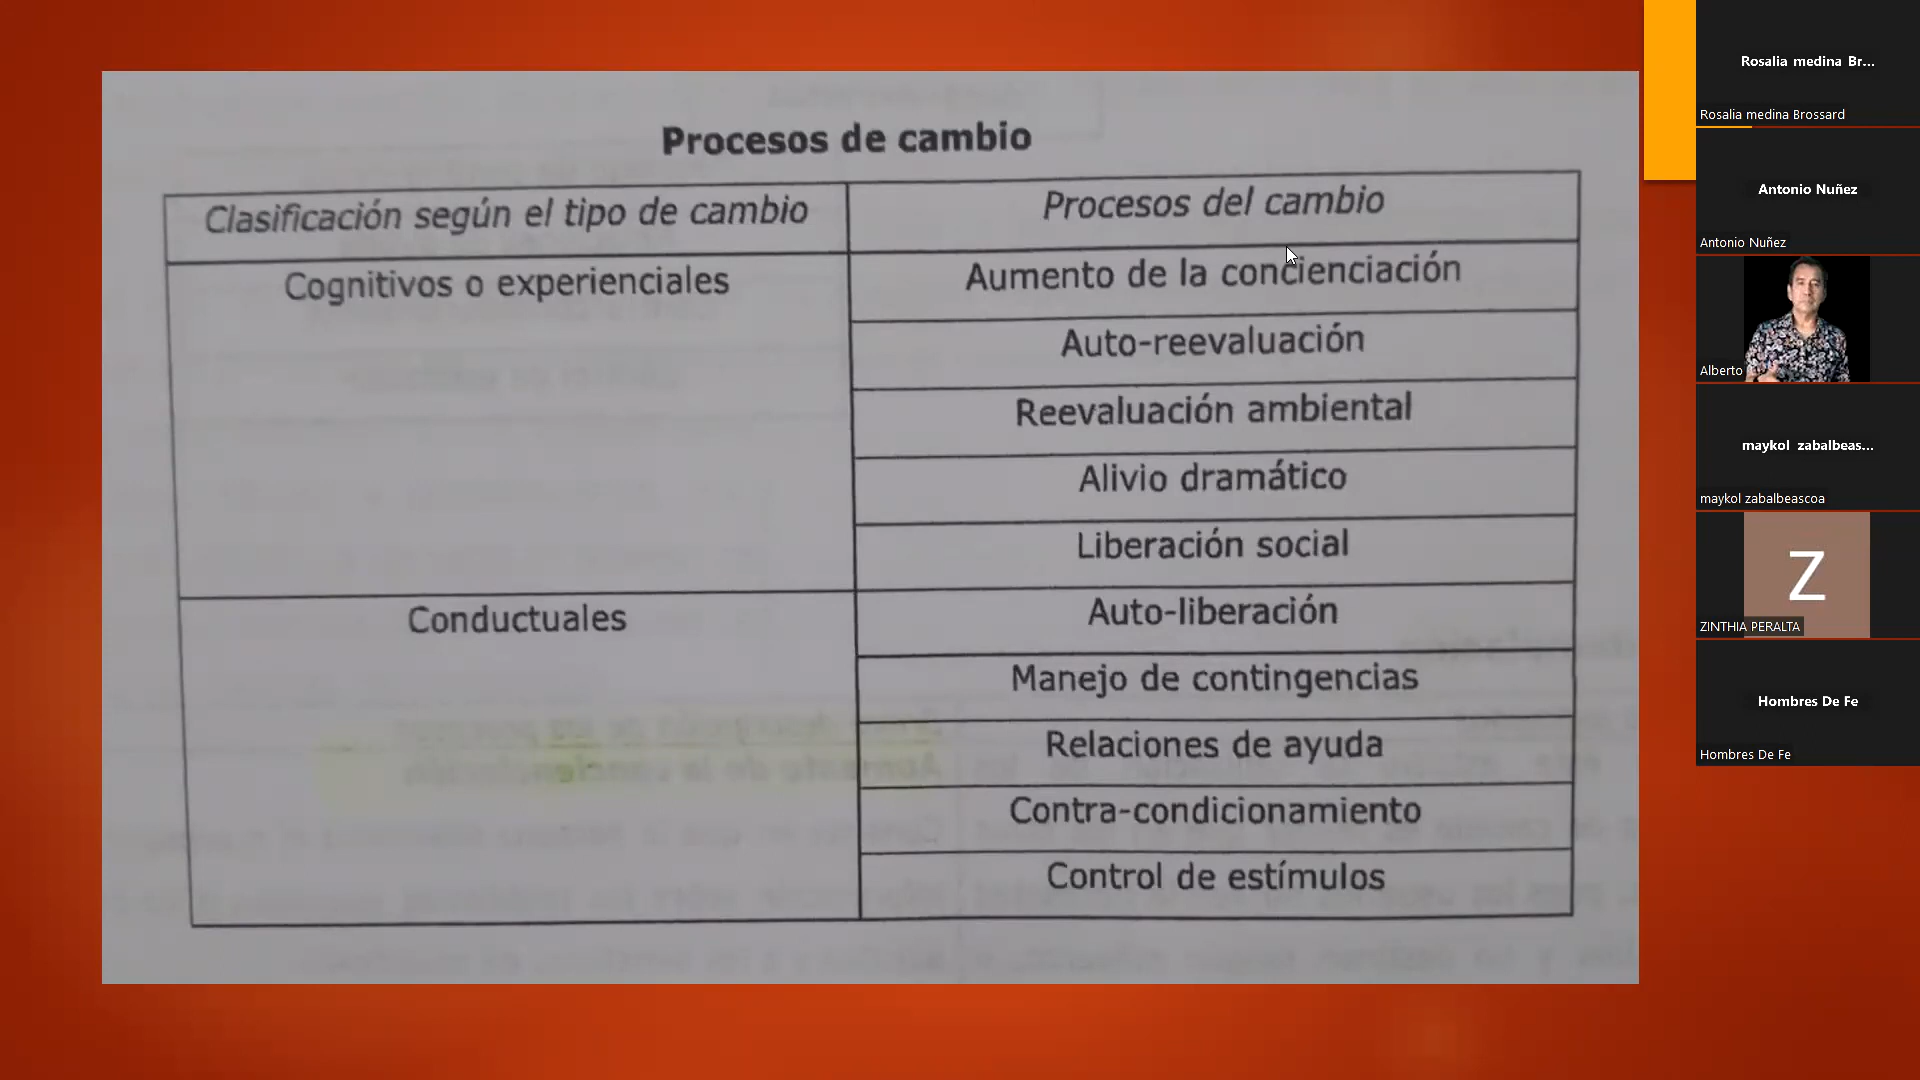 Procesos de cambio
Clasificación según el tipo de cambio
Procesos del cambio
Cognitivos o experienciales
Aumento de la concienciación
Auto-reevaluación
Reevaluación ambiental
Alivio dramático
Liberación social
Conductuales
Auto-liberación
Manejo de contingencias
Relaciones de ayuda
Contra-condicionamiento
Control de estímulos
Rosalia medina Br...
Rosalia medina Brossard
Antonio Nuñez
Antonio Nuñez
Alberto
maykol zabalbeas...
maykol zabalbeascoa
Z
ZINTHIA PERALTA
Hombres De Fe
Hombres De Fe